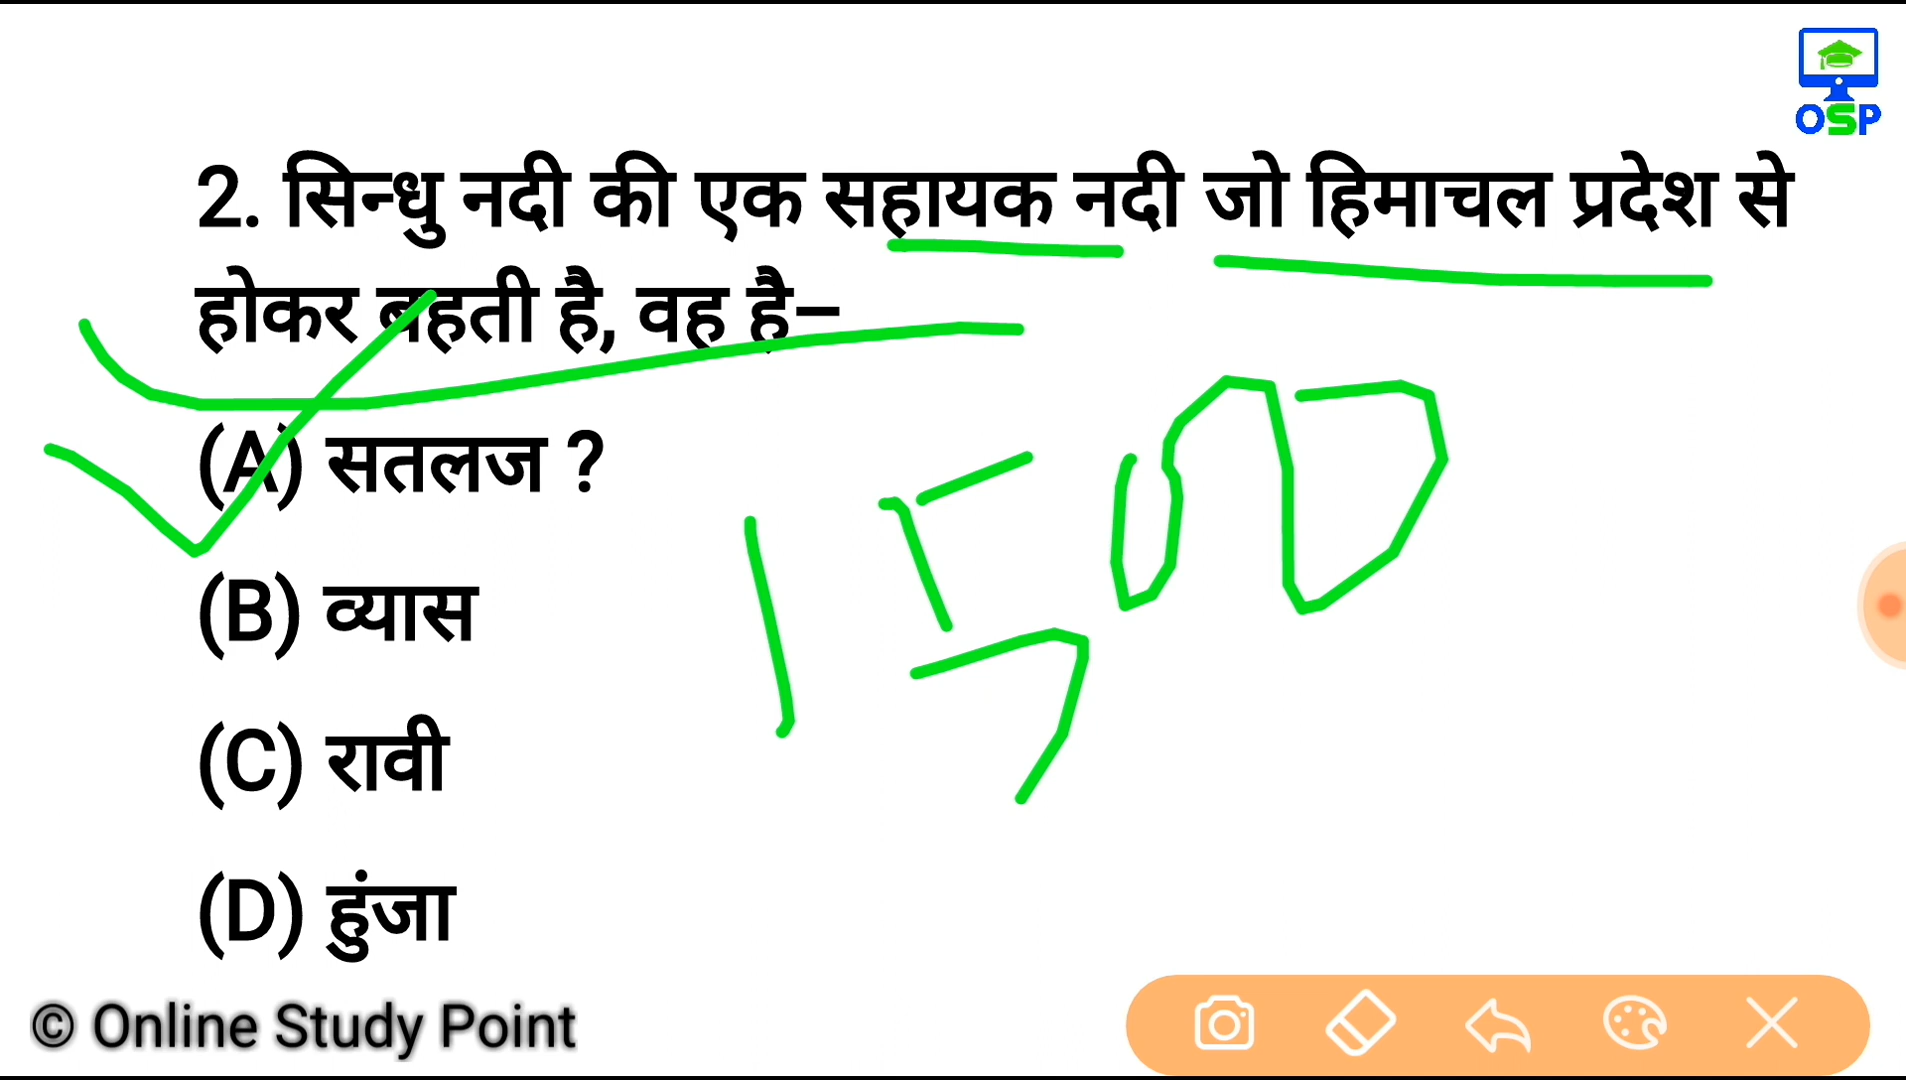 OSP
2. सिन्धु नदी की एक सहायक नदी जो हिमाचल प्रदेश से
होकर बहती है, वह है–
(A) सतलज ?
(B) व्यास
(C) रावी
(D) हुंजा
1500
© Online Study Point